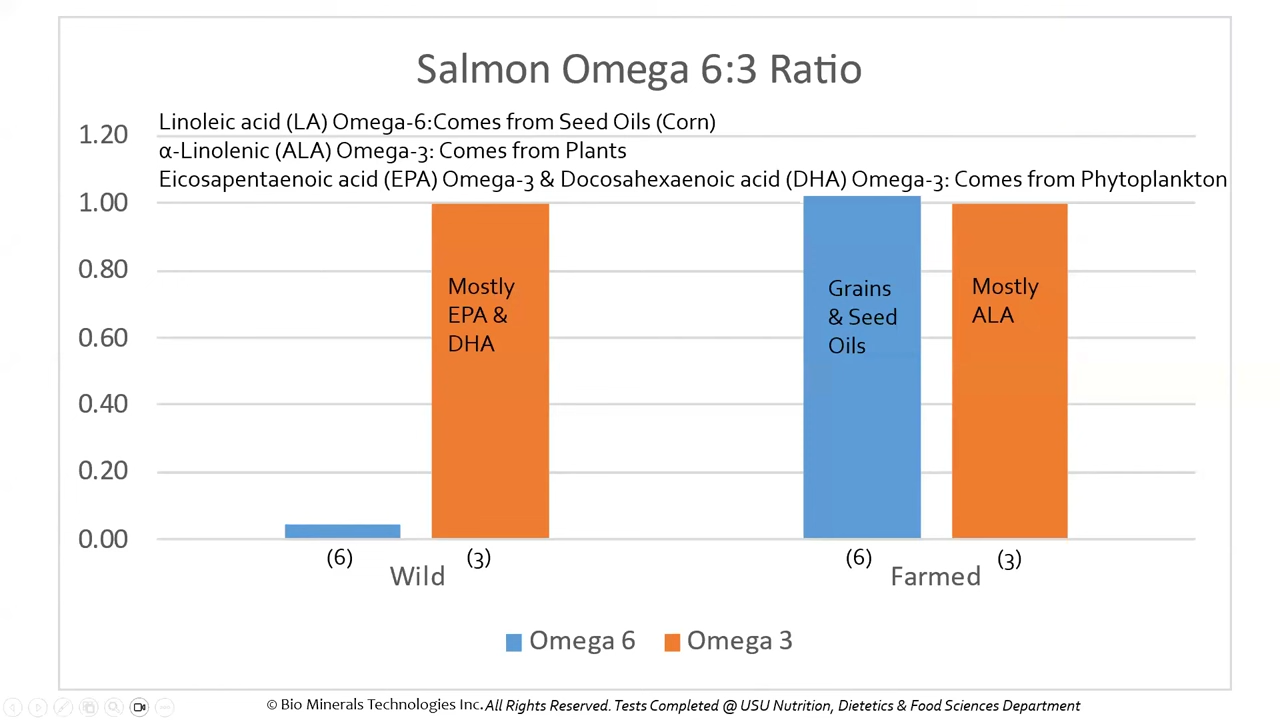 Salmon Omega 6:3 Ratio
Linoleic acid (LA) Omega-6:Comes from Seed Oils (Corn)
1.20
α-Linolenic (ALA) Omega-3: Comes from Plants
Eicosapentaenoic acid (EPA) Omega-3 & Docosahexaenoic acid (DHA) Omega-3: Comes from Phytoplankton
1.00
0.80
Mostly
EPA &
DHA
Grains
& Seed
Oils
Mostly
ALA
0.60
0.40
0.20
0.00
(6) (3) (6) (3)
Wild Farmed
Omega 6 Omega 3
© Bio Minerals Technologies Inc. All Rights Reserved. Tests Completed @ USU Nutrition, Dietetics & Food Sciences Department